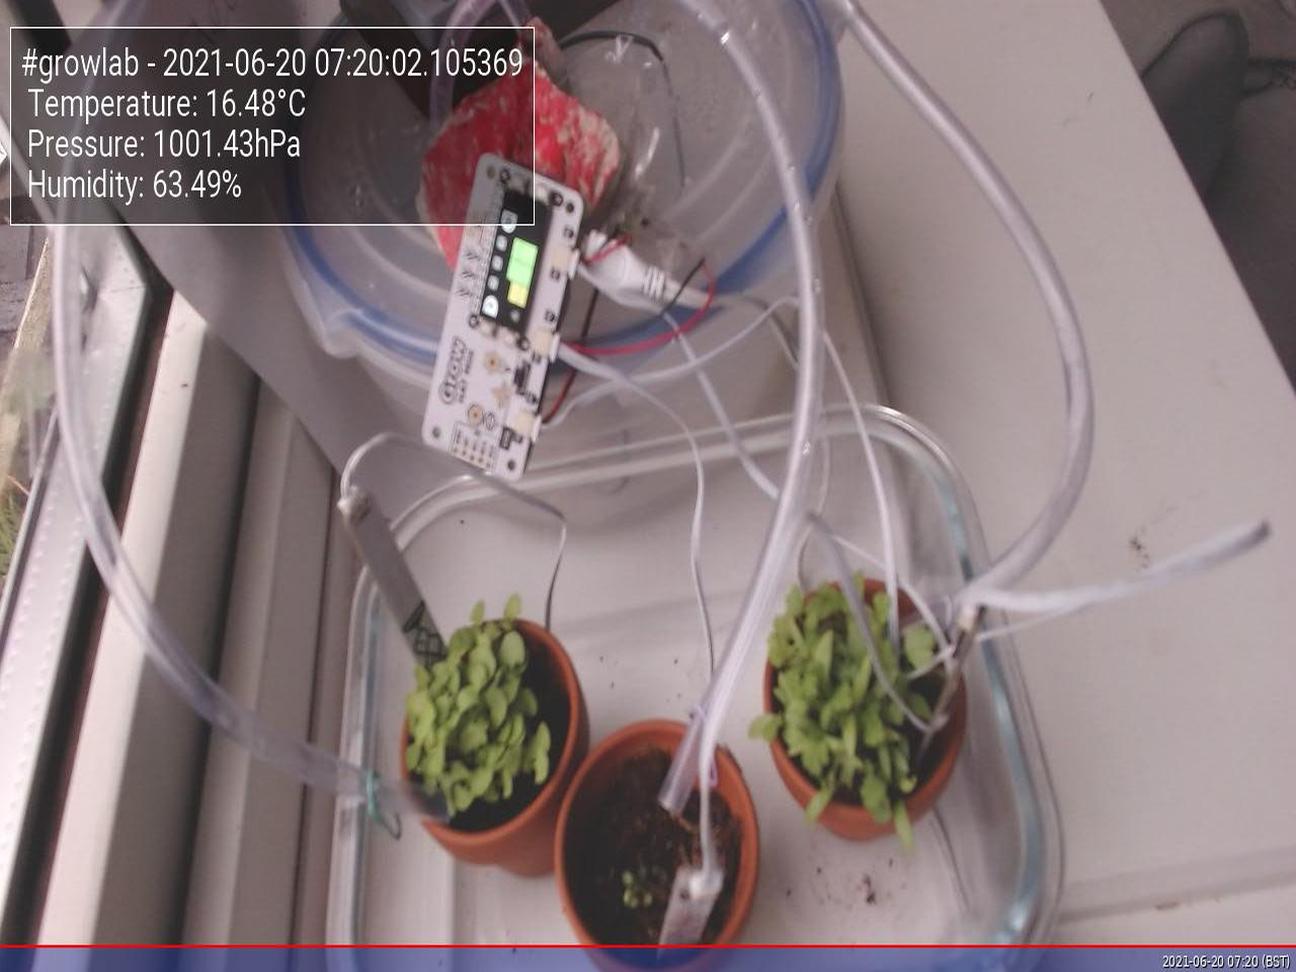 #growlab - 2021-06-20 07:20:02.105369
Temperature: 16.48°C
Pressure: 1001.43hPa
Humidity: 63.49%
GROW
2021-06-20 07:20 (BST)